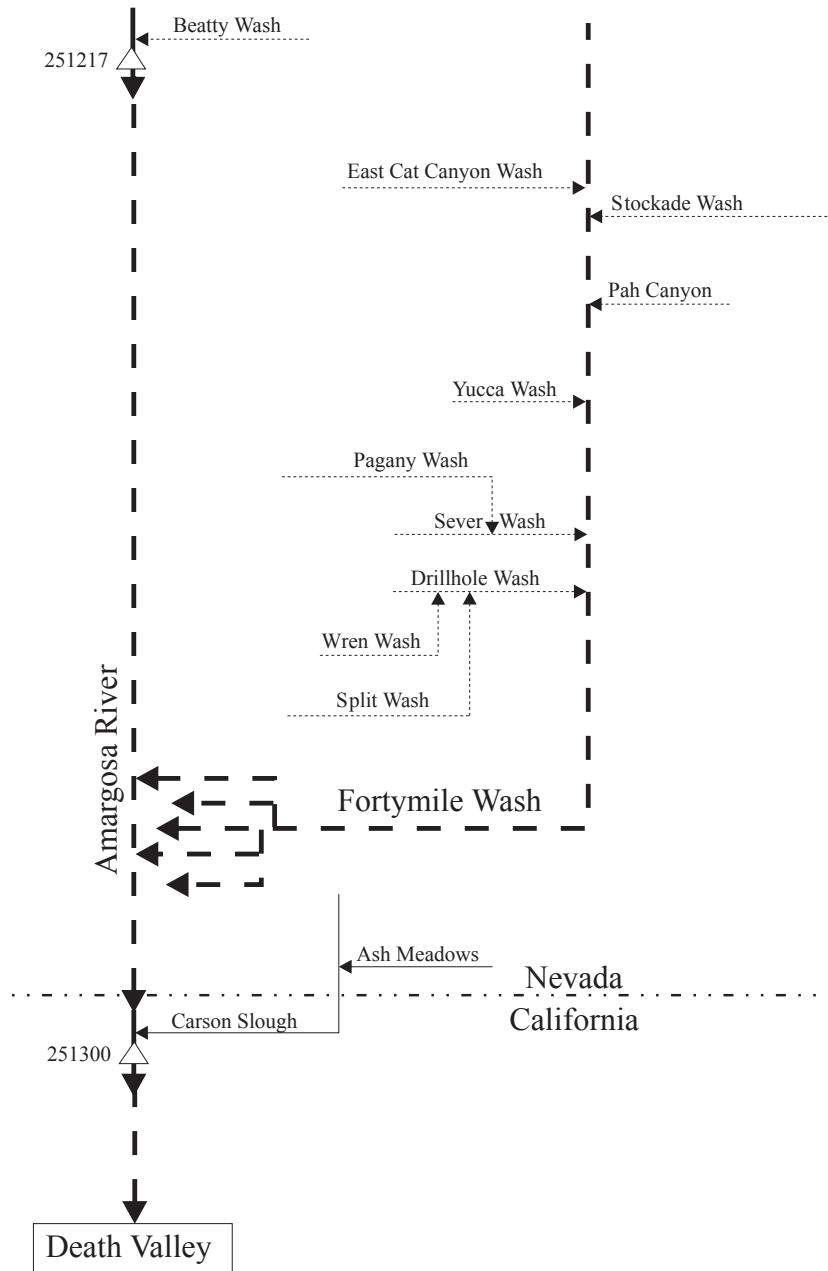 Beatty Wash
251217
East Cat Canyon Wash
Stockade Wash
Pah Canyon
Yucca Wash
Pagany Wash
Sever Wash
Drillhole Wash
Wren Wash
Split Wash
Amargosa River
Fortymile Wash
Ash Meadows
Nevada
California
Carson Slough
251300
Death Valley